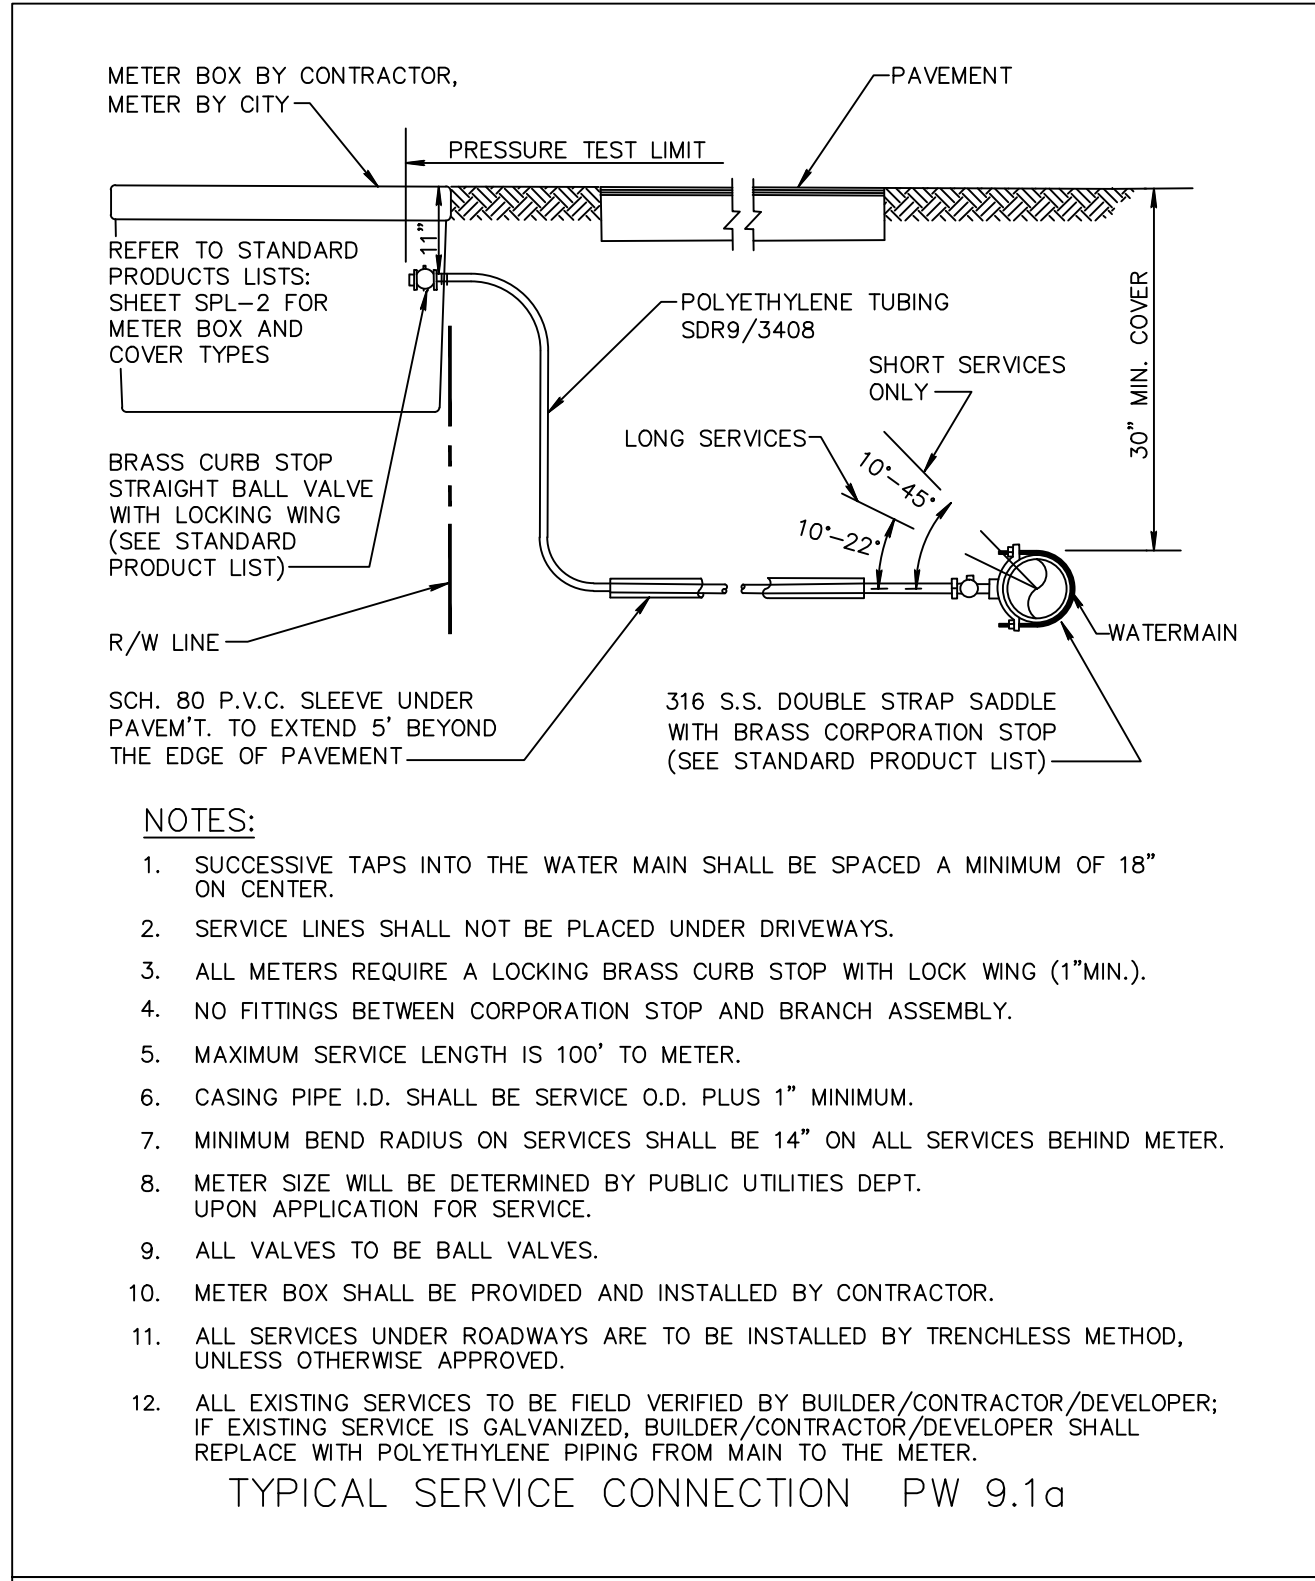 METER BOX BY CONTRACTOR,
METER BY CITY
PAVEMENT
PRESSURE TEST LIMIT
11"
REFER TO STANDARD
PRODUCTS LISTS:
SHEET SPL-2 FOR
METER BOX AND
COVER TYPES
POLYETHYLENE TUBING
SDR9/3408
SHORT SERVICES
ONLY
30" MIN. COVER
LONG SERVICES
10°-45°
10°-22°
BRASS CURB STOP
STRAIGHT BALL VALVE
WITH LOCKING WING
(SEE STANDARD
PRODUCT LIST)
R/W LINE
WATERMAIN
SCH. 80 P.V.C. SLEEVE UNDER
PAVEM'T. TO EXTEND 5' BEYOND
THE EDGE OF PAVEMENT
316 S.S. DOUBLE STRAP SADDLE
WITH BRASS CORPORATION STOP
(SEE STANDARD PRODUCT LIST)
NOTES:
1. SUCCESSIVE TAPS INTO THE WATER MAIN SHALL BE SPACED A MINIMUM OF 18"
ON CENTER.
2. SERVICE LINES SHALL NOT BE PLACED UNDER DRIVEWAYS.
3. ALL METERS REQUIRE A LOCKING BRASS CURB STOP WITH LOCK WING (1"MIN.).
4. NO FITTINGS BETWEEN CORPORATION STOP AND BRANCH ASSEMBLY.
5. MAXIMUM SERVICE LENGTH IS 100' TO METER.
6. CASING PIPE I.D. SHALL BE SERVICE O.D. PLUS 1" MINIMUM.
7. MINIMUM BEND RADIUS ON SERVICES SHALL BE 14" ON ALL SERVICES BEHIND METER.
8. METER SIZE WILL BE DETERMINED BY PUBLIC UTILITIES DEPT.
UPON APPLICATION FOR SERVICE.
9. ALL VALVES TO BE BALL VALVES.
10. METER BOX SHALL BE PROVIDED AND INSTALLED BY CONTRACTOR.
11. ALL SERVICES UNDER ROADWAYS ARE TO BE INSTALLED BY TRENCHLESS METHOD,
UNLESS OTHERWISE APPROVED.
12. ALL EXISTING SERVICES TO BE FIELD VERIFIED BY BUILDER/CONTRACTOR/DEVELOPER;
IF EXISTING SERVICE IS GALVANIZED, BUILDER/CONTRACTOR/DEVELOPER SHALL
REPLACE WITH POLYETHYLENE PIPING FROM MAIN TO THE METER.
TYPICAL SERVICE CONNECTION PW 9.1a